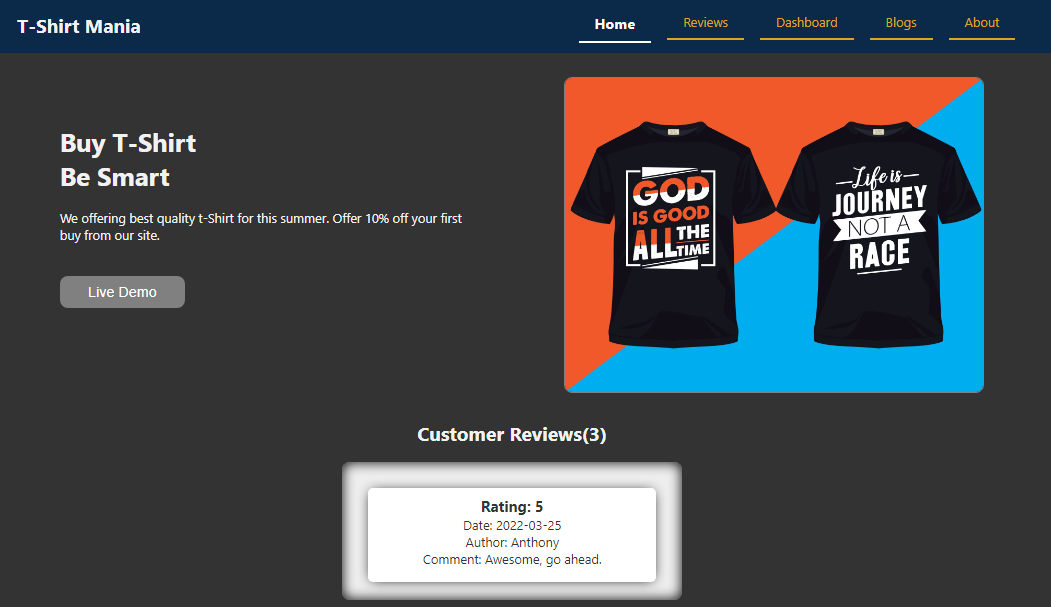 T-Shirt Mania
Home Reviews Dashboard Blogs About
Buy T-Shirt
Be Smart
We offering best quality t-Shirt for this summer. Offer 10% off your first
buy from our site.
Live Demo
GOD
IS GOOD
ALL THE
TIME
Life is
JOURNEY
NOT A
RACE
Customer Reviews(3)
Rating: 5
Date: 2022-03-25
Author: Anthony
Comment: Awesome, go ahead.